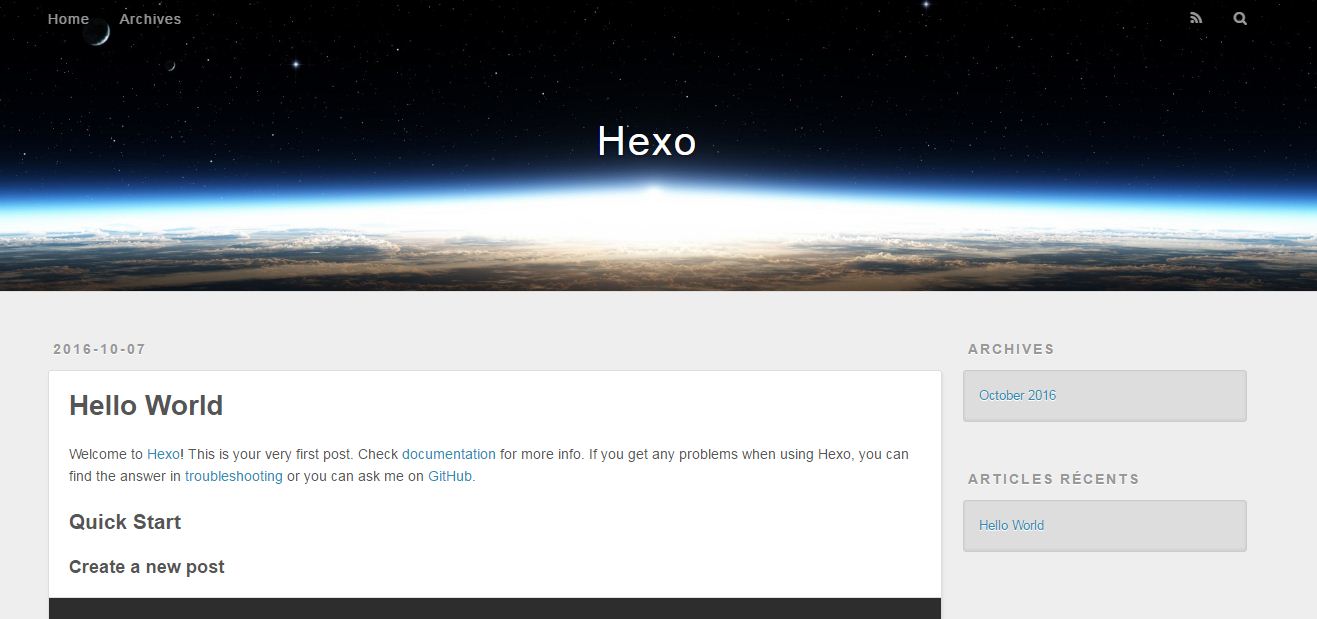 Home Archives
Hexo
2016-10-07
Hello World
Welcome to Hexo! This is your very first post. Check documentation for more info. If you get any problems when using Hexo, you can
find the answer in troubleshooting or you can ask me on GitHub.
Quick Start
Create a new post
ARCHIVES
October 2016
ARTICLES RÉCENTS
Hello World